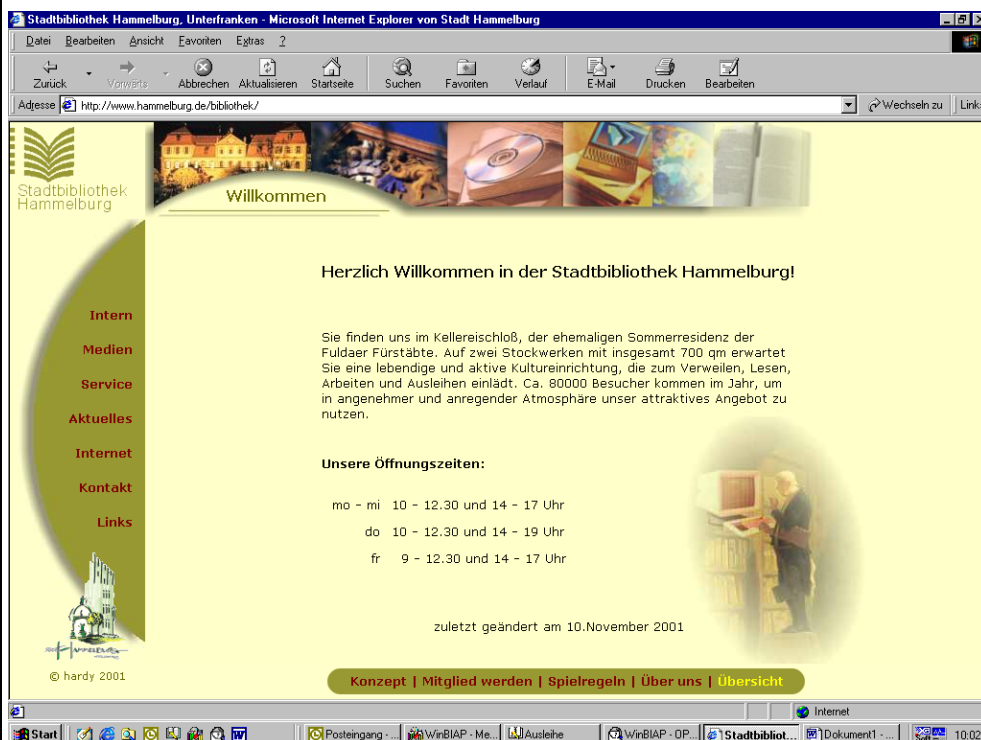 Stadtbibliothek Hammelburg, Unterfranken - Microsoft Internet Explorer von Stadt Hammelburg
Datei Bearbeiten Ansicht Favoriten Extras ?
Zurück Vorwärts Abbrechen Aktualisieren Startseite Suchen Favoriten Verlauf E-Mail Drucken Bearbeiten
Adresse http://www.hammelburg.de/bibliothek/ Wechseln zu Links
Stadtbibliothek
Hammelburg
Willkommen
Herzlich Willkommen in der Stadtbibliothek Hammelburg!
Intern
Medien
Service
Aktuelles
Internet
Kontakt
Links
Sie finden uns im Kellereischloß, der ehemaligen Sommerresidenz der
Fuldaer Fürstäbte. Auf zwei Stockwerken mit insgesamt 700 qm erwartet
Sie eine lebendige und aktive Kultureinrichtung, die zum Verweilen, Lesen,
Arbeiten und Ausleihen einlädt. Ca. 80000 Besucher kommen im Jahr, um
in angenehmer und anregender Atmosphäre unser attraktives Angebot zu
nutzen.
Unsere Öffnungszeiten:
mo - mi 10 - 12.30 und 14 - 17 Uhr
do 10 - 12.30 und 14 - 19 Uhr
fr 9 - 12.30 und 14 - 17 Uhr
zuletzt geändert am 10.November 2001
Hammelburg
© hardy 2001
Konzept | Mitglied werden | Spielregeln | Über uns | Übersicht
Internet
Start Posteingang - ... WinBIAP - Me... Ausleihe WinBIAP - OP... Stadtbibliot... Dokument1 - ... 10:02